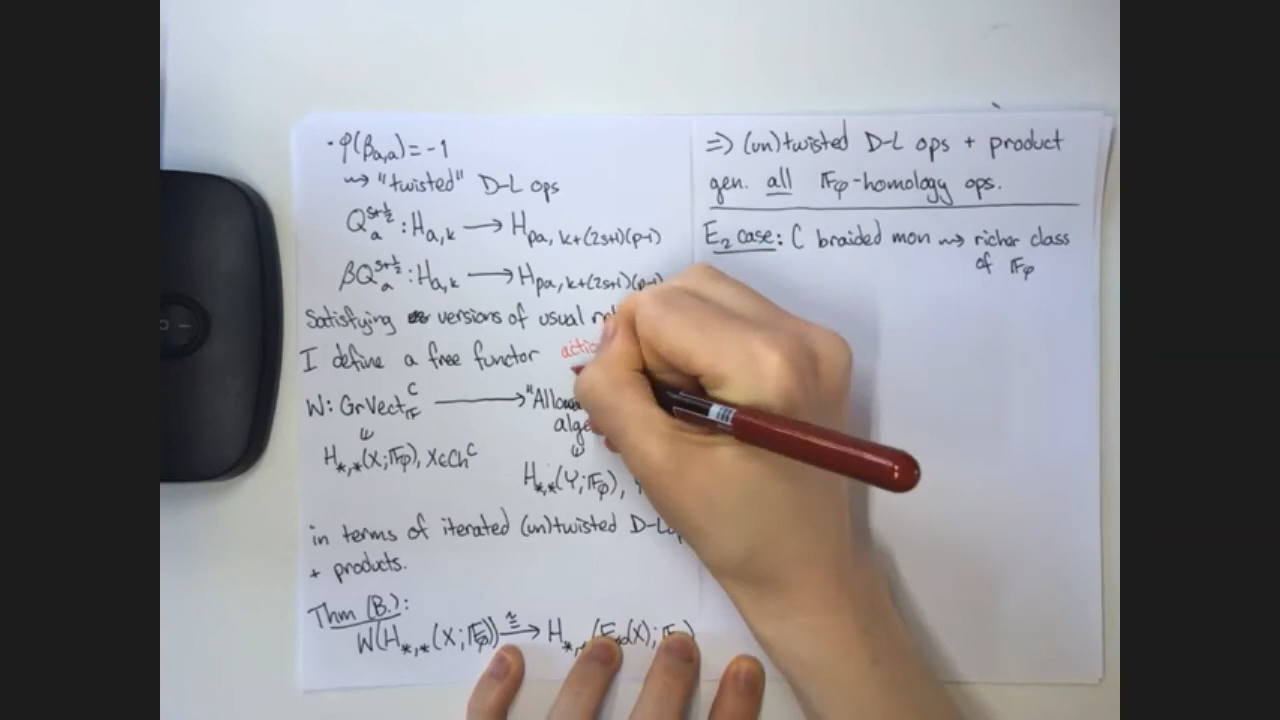 · φ(β_{a,a}) = -1
⇝ "twisted" D-L ops
Q_a^{s+½} : H_{a,k} ⟶ H_{pa, k+(2s+1)(p-1)}
βQ_a^{s+½} : H_{a,k} ⟶ H_{pa, k+(2s+1)(p-1)
Satisfying versions of usual
I define a free functor
W: GrVect_𝔽^C ⟶ "
H_{*,*}(X; 𝔽_φ), X∈Ch^C
H_{*,*}(Y; 𝔽_φ),
in terms of iterated (un)twisted D-L
+ products.
Thm (B.):
W(H_{*,*}(X; 𝔽_φ)) ≅⟶ H_{*,
=> (un)twisted D-L ops + product
gen. all 𝔽_φ-homology ops.
E_2 case: C braided mon ⇝ richer class
of 𝔽_φ